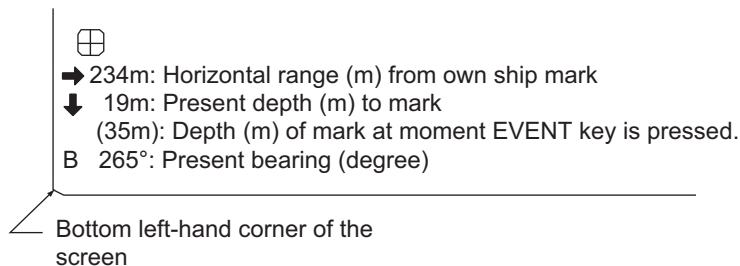 234m: Horizontal range (m) from own ship mark
19m: Present depth (m) to mark
(35m): Depth (m) of mark at moment EVENT key is pressed.
B 265°: Present bearing (degree)
Bottom left-hand corner of the
screen